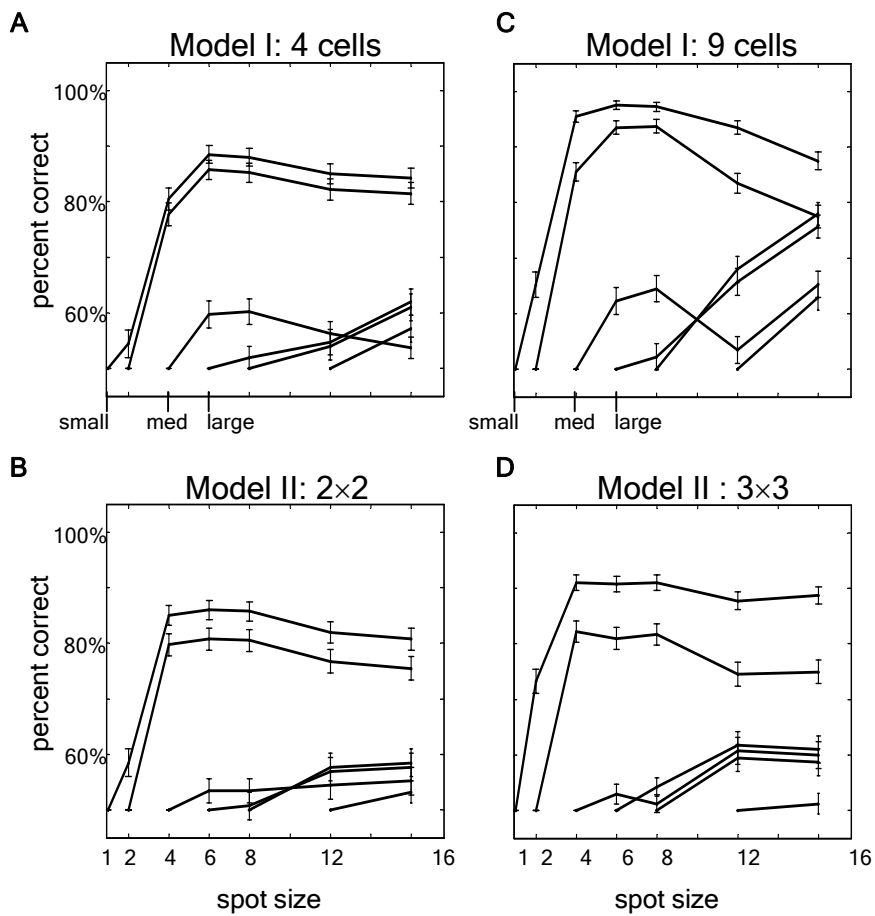 A
Model I: 4 cells
100%
80%
60%
percent correct
small med large
C
Model I: 9 cells
small med large
B
Model II: 2×2
100%
80%
60%
percent correct
1 2 4 6 8 12 16
spot size
D
Model II : 3×3
1 2 4 6 8 12 16
spot size